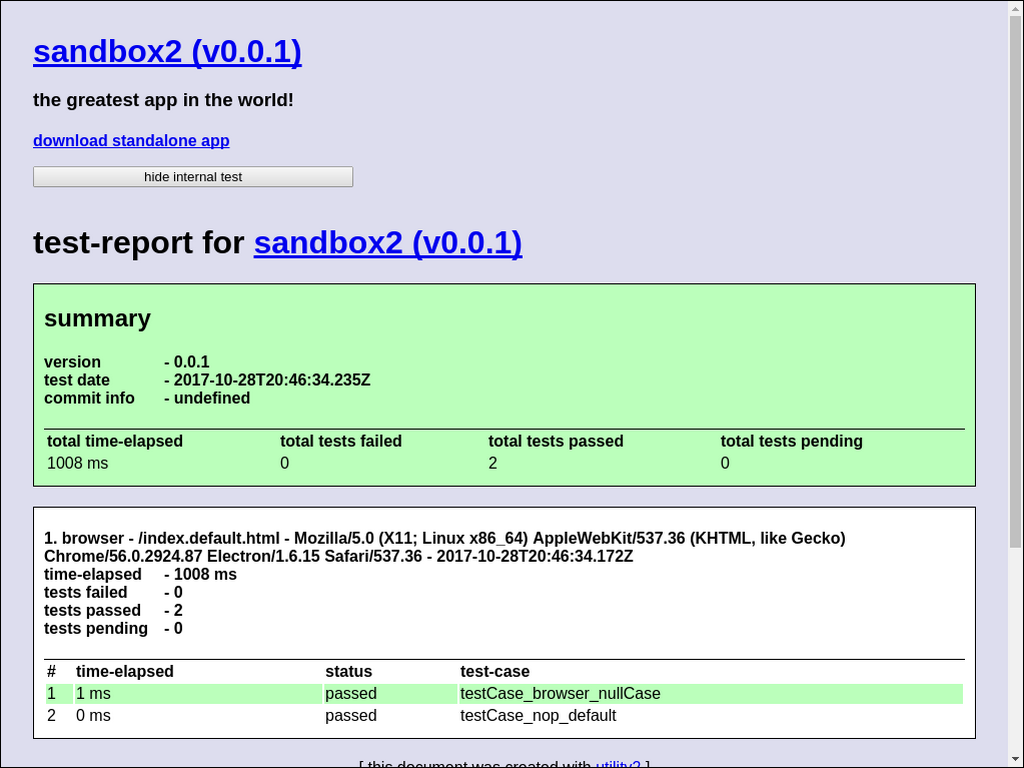 sandbox2 (v0.0.1)
the greatest app in the world!
download standalone app
hide internal test
test-report for sandbox2 (v0.0.1)
summary
version - 0.0.1
test date - 2017-10-28T20:46:34.235Z
commit info - undefined
total time-elapsed total tests failed total tests passed total tests pending
1008 ms 0 2 0
1. browser - /index.default.html - Mozilla/5.0 (X11; Linux x86_64) AppleWebKit/537.36 (KHTML, like Gecko)
Chrome/56.0.2924.87 Electron/1.6.15 Safari/537.36 - 2017-10-28T20:46:34.172Z
time-elapsed - 1008 ms
tests failed - 0
tests passed - 2
tests pending - 0
# time-elapsed status test-case
1 1 ms passed testCase_browser_nullCase
2 0 ms passed testCase_nop_default
[ this document was created with utility2 ]